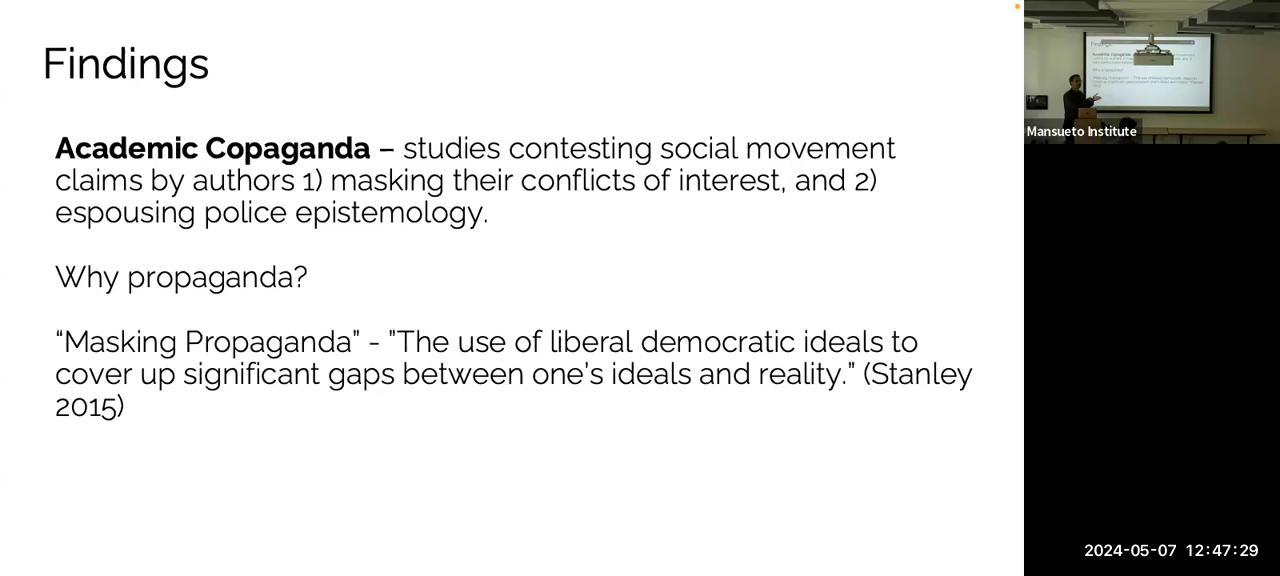 Findings
Academic Copaganda – studies contesting social movement
claims by authors 1) masking their conflicts of interest, and 2)
espousing police epistemology.
Why propaganda?
“Masking Propaganda” - ”The use of liberal democratic ideals to
cover up significant gaps between one’s ideals and reality.” (Stanley
2015)
Mansueto Institute
2024-05-07 12:47:29